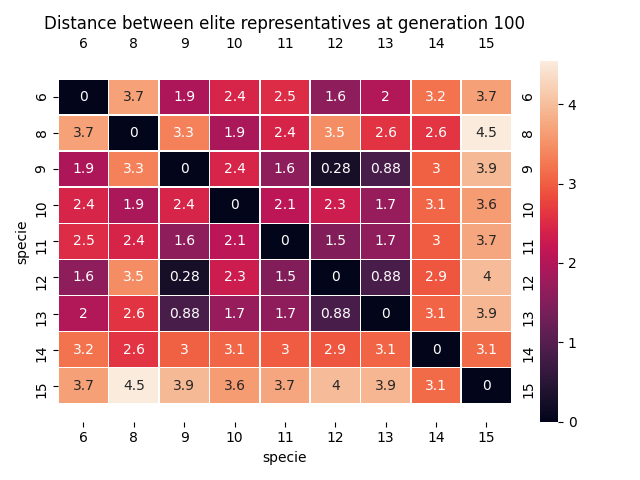 Distance between elite representatives at generation 100
6 8 9 10 11 12 13 14 15
6 0 3.7 1.9 2.4 2.5 1.6 2 3.2 3.7 6
8 3.7 0 3.3 1.9 2.4 3.5 2.6 2.6 4.5 8
9 1.9 3.3 0 2.4 1.6 0.28 0.88 3 3.9 9
10 2.4 1.9 2.4 0 2.1 2.3 1.7 3.1 3.6 10
11 2.5 2.4 1.6 2.1 0 1.5 1.7 3 3.7 11
12 1.6 3.5 0.28 2.3 1.5 0 0.88 2.9 4 12
13 2 2.6 0.88 1.7 1.7 0.88 0 3.1 3.9 13
14 3.2 2.6 3 3.1 3 2.9 3.1 0 3.1 14
15 3.7 4.5 3.9 3.6 3.7 4 3.9 3.1 0 15
6 8 9 10 11 12 13 14 15
specie
specie
4
3
2
1
0